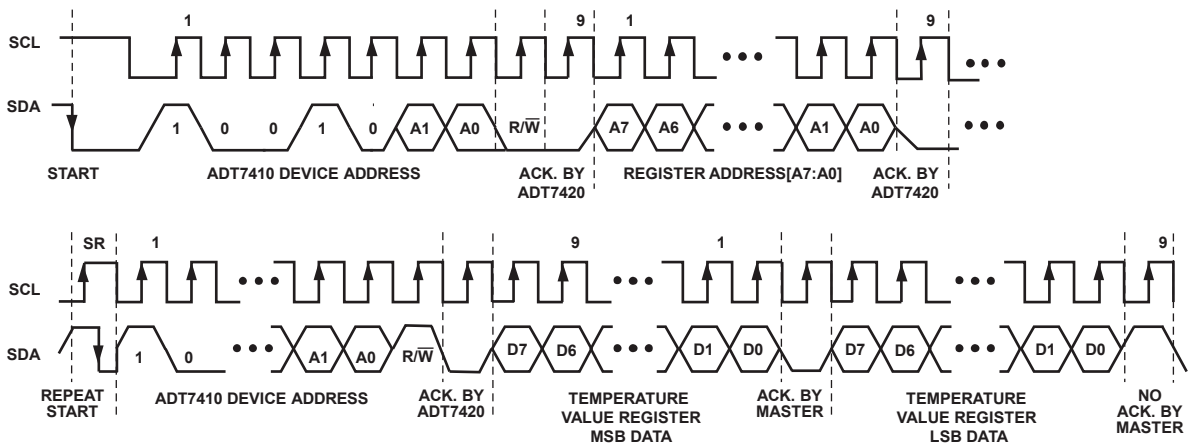 1 9 1 9
SCL
SDA
1 0 0 1 0 A1 A0 R/W̅ A7 A6 A1 A0
START ADT7410 DEVICE ADDRESS ACK. BY ADT7420 REGISTER ADDRESS[A7:A0] ACK. BY ADT7420
SR 1 9 1 9
SCL
SDA
1 0 A1 A0 R/W̅ D7 D6 D1 D0 D7 D6 D1 D0
REPEAT START ADT7410 DEVICE ADDRESS ACK. BY ADT7420 TEMPERATURE VALUE REGISTER MSB DATA ACK. BY MASTER TEMPERATURE VALUE REGISTER LSB DATA NO ACK. BY MASTER